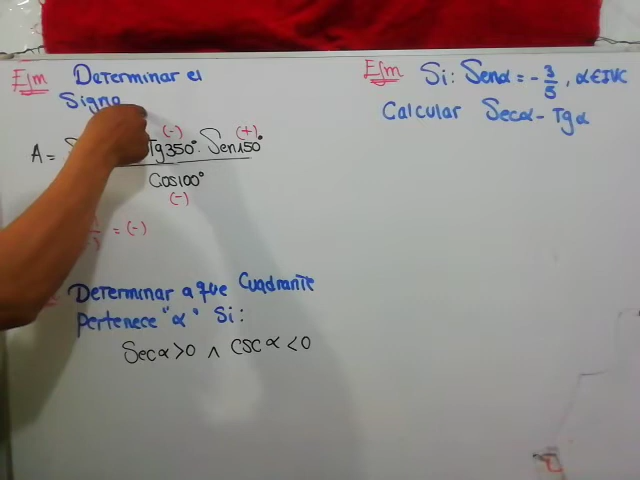 Ejm Determinar el
Signo
(-) (+)
A = Tg350°. Sen150°
Cos100°
(-)
= (-)
Determinar a que Cuadrante
Pertenece "α" Si:
Secα>0 ∧ cscα<0
Ejm Si: Senα = -3/5, α∈IVC
Calcular Secα - Tgα